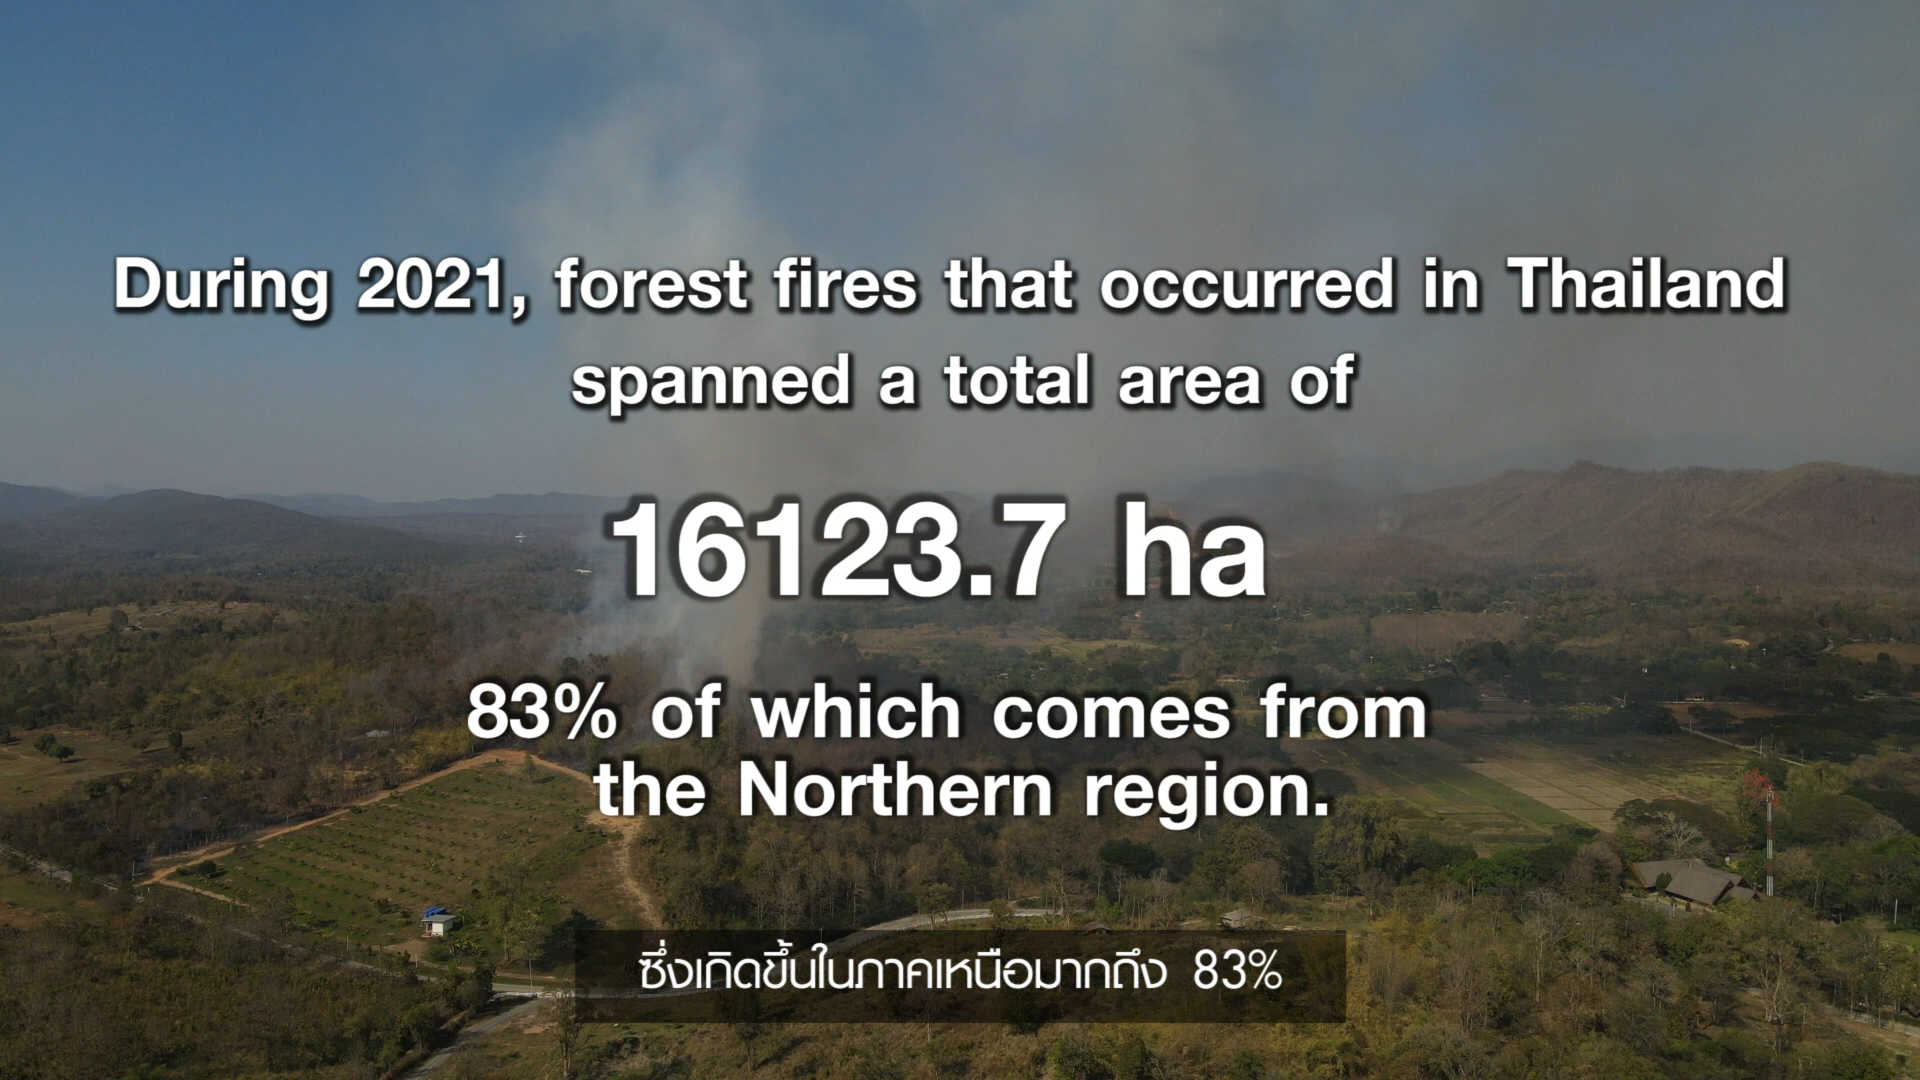 During 2021, forest fires that occurred in Thailand
spanned a total area of
16123.7 ha
83% of which comes from
the Northern region.
ซึ่งเกิดขึ้นในภาคเหนือมากถึง 83%